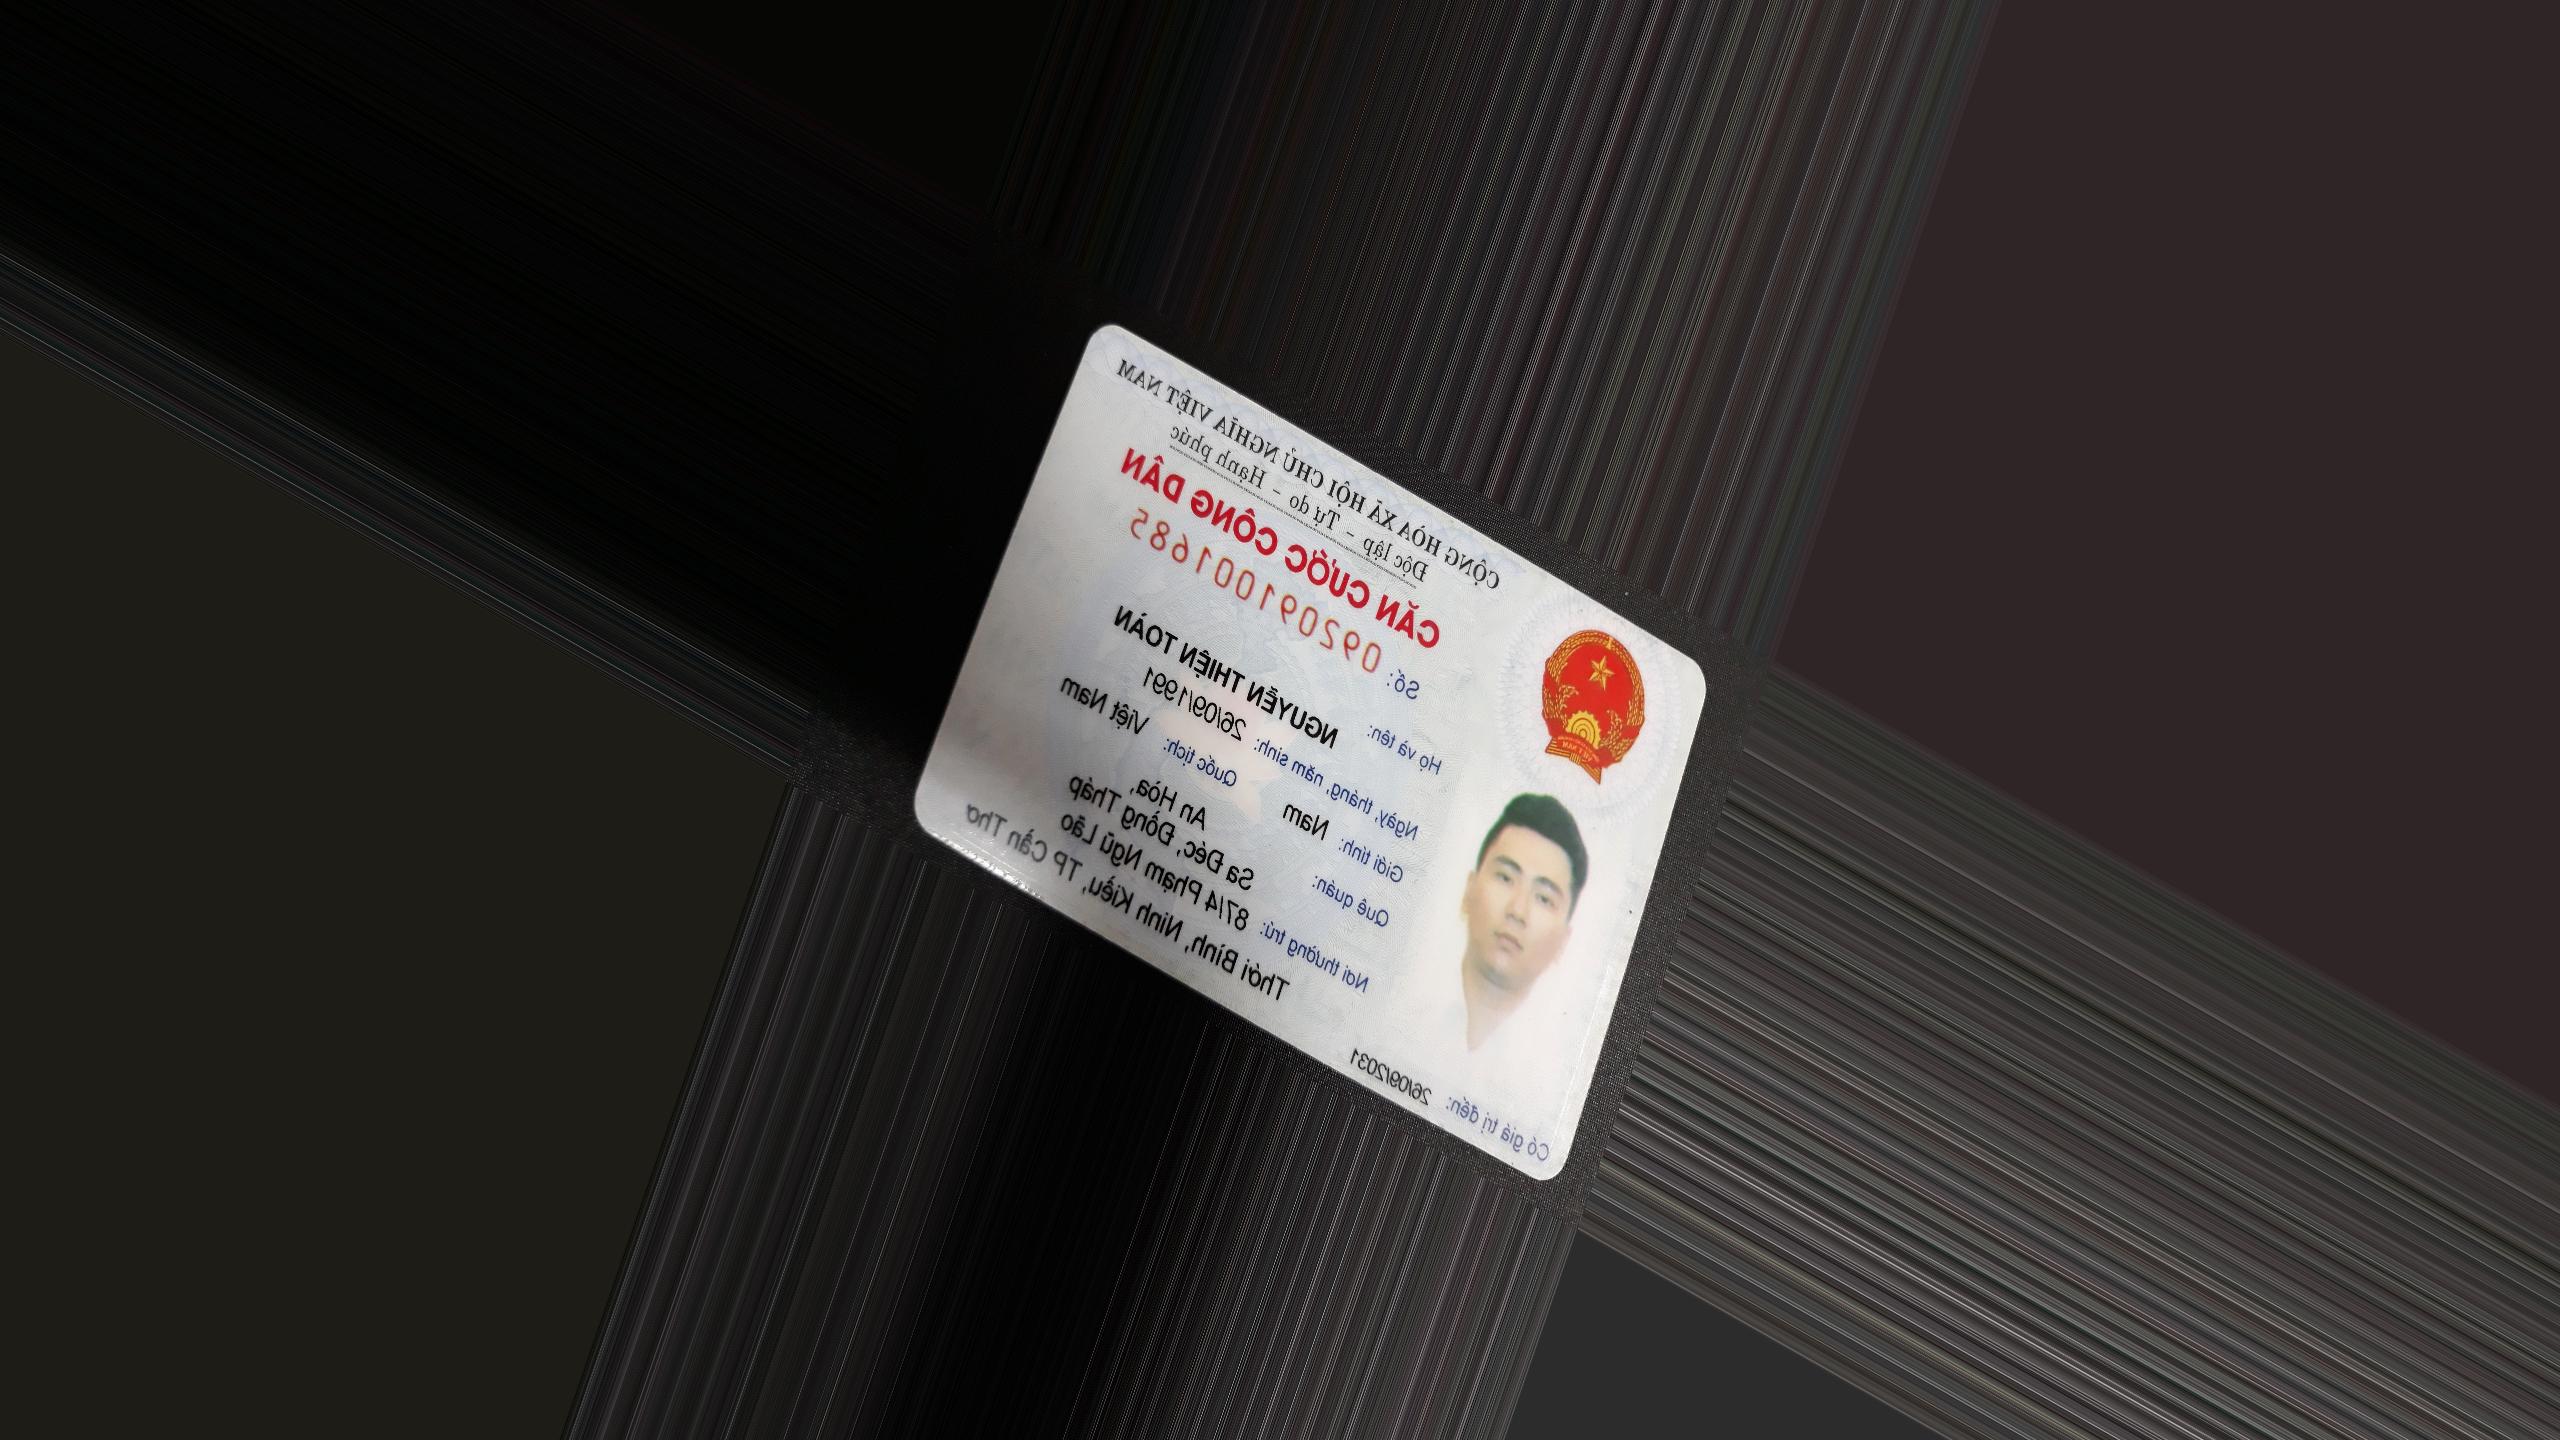 CỘNG HÒA XÃ HỘI CHỦ NGHĨA VIỆT NAM
Độc lập - Tự do - Hạnh phúc
CĂN CƯỚC CÔNG DÂN
Số: 092091001685
Họ và tên: NGUYỄN THIỆN TOÀN
Ngày, tháng, năm sinh: 26/09/1991
Giới tính: Nam Quốc tịch: Việt Nam
Quê quán: An Hòa,
Sa Đéc, Đồng Tháp
Nơi thường trú: 87/4 Phạm Ngũ Lão
Thới Bình, Ninh Kiều, TP Cần Thơ
Có giá trị đến: 26/09/2031